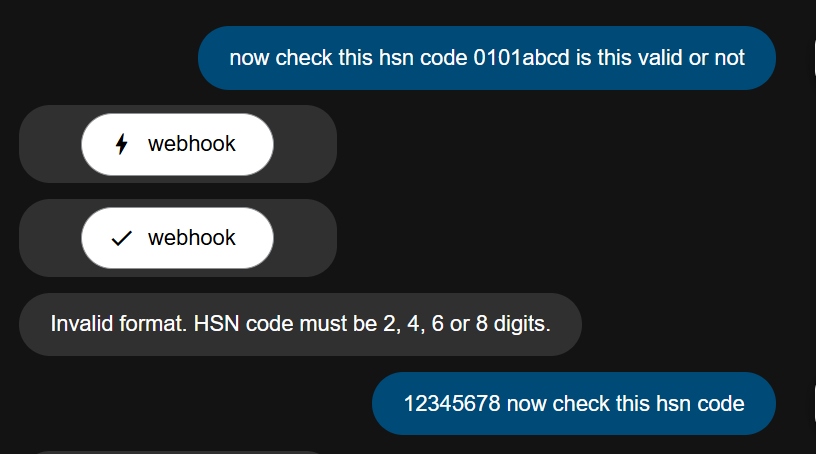 now check this hsn code 0101abcd is this valid or not
webhook
webhook
Invalid format. HSN code must be 2, 4, 6 or 8 digits.
12345678 now check this hsn code